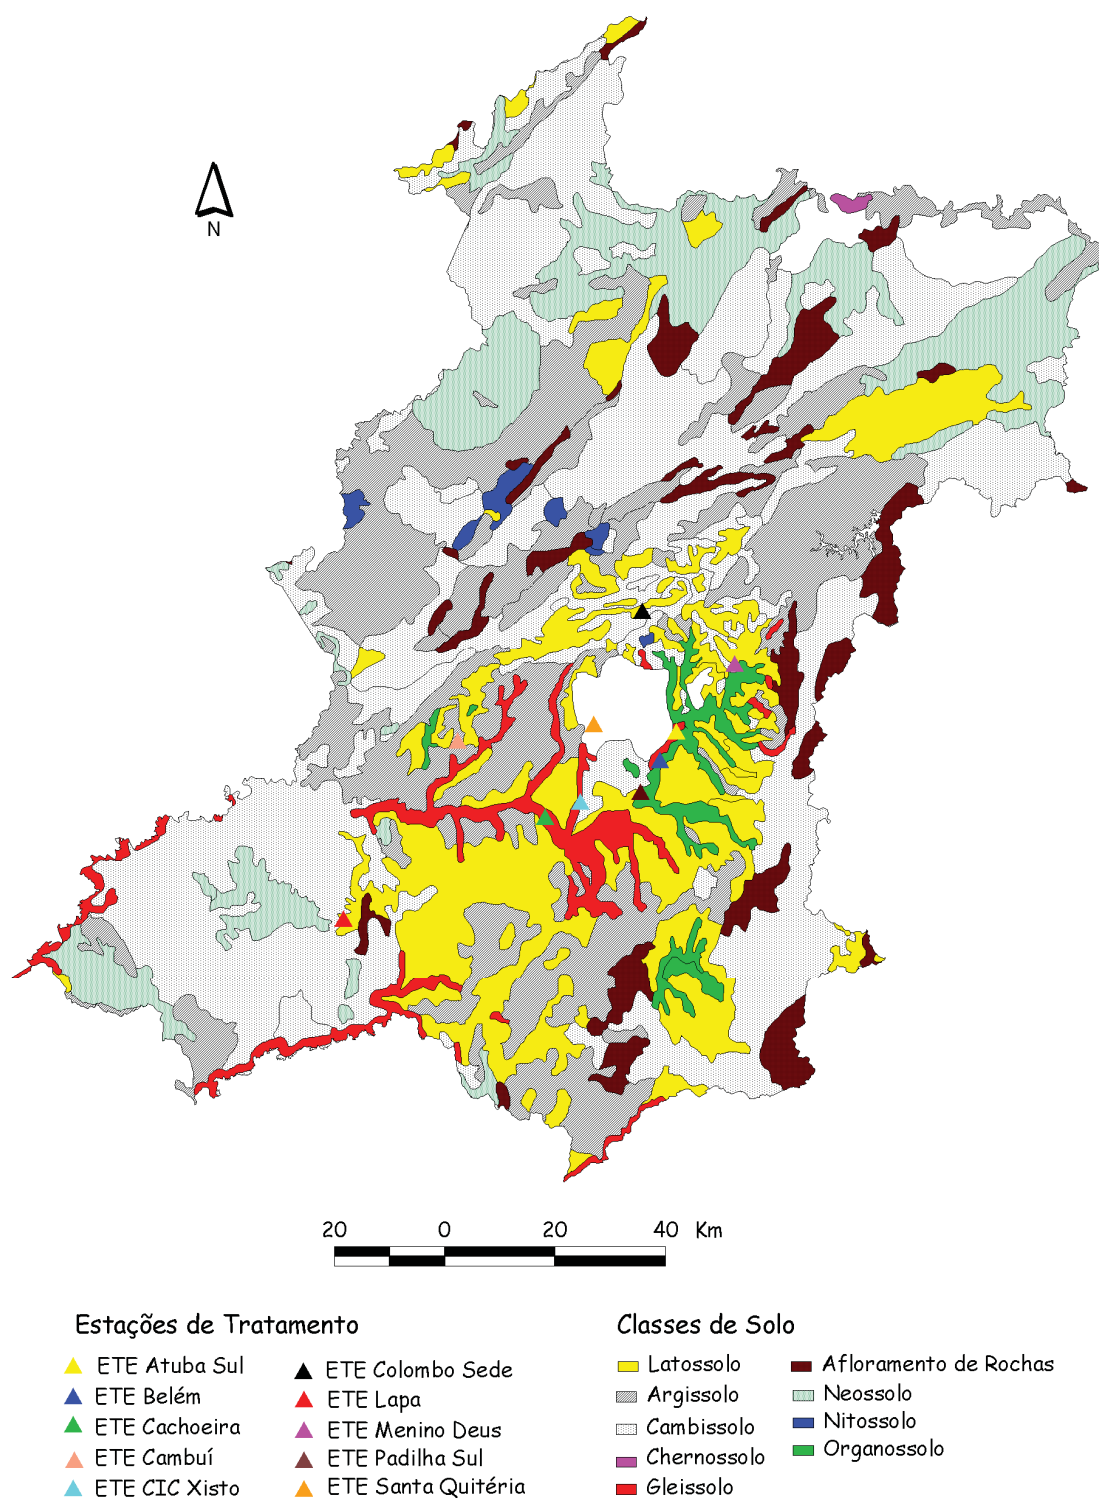 N
20 0 20 40 Km
Estações de Tratamento
ETE Atuba Sul
ETE Belém
ETE Cachoeira
ETE Cambuí
ETE CIC Xisto
ETE Colombo Sede
ETE Lapa
ETE Menino Deus
ETE Padilha Sul
ETE Santa Quitéria
Classes de Solo
Latossolo
Argissolo
Cambissolo
Chernossolo
Gleissolo
Afloramento de Rochas
Neossolo
Nitossolo
Organossolo